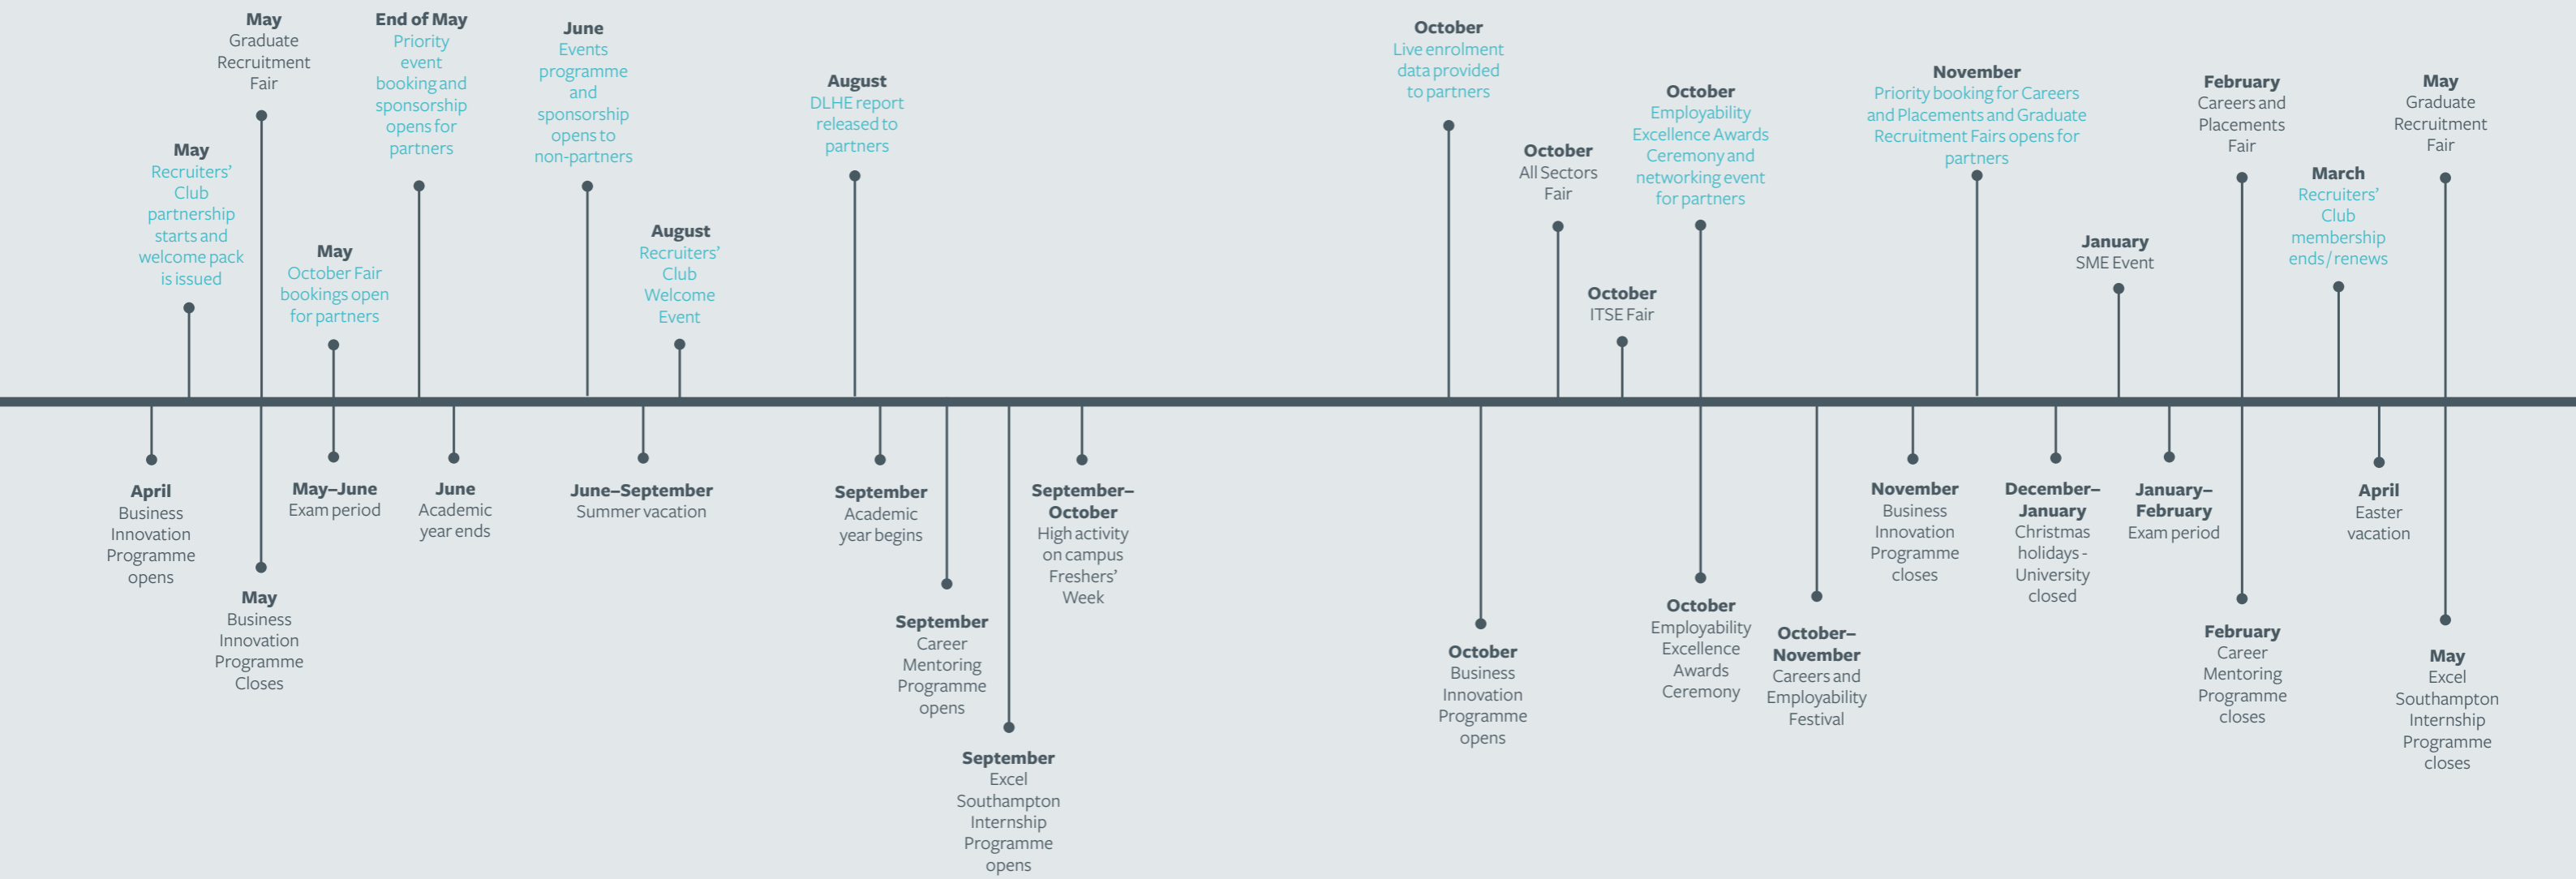 May
Graduate
Recruitment
Fair
End of May
Priority
event
booking and
sponsorship
opens for
partners
June
Events
programme
and
sponsorship
opens to
non-partners
May
Recruiters’
Club
partnership
starts and
welcome pack
is issued
May
October Fair
bookings open
for partners
August
Recruiters’
Club
Welcome
Event
August
DLHE report
released to
partners
October
Live enrolment
data provided
to partners
October
All Sectors
Fair
October
ITSE Fair
October
Employability
Excellence Awards
Ceremony and
networking event
for partners
November
Priority booking for Careers
and Placements and Graduate
Recruitment Fairs opens for
partners
January
SME Event
February
Careers and
Placements
Fair
March
Recruiters’
Club
membership
ends / renews
May
Graduate
Recruitment
Fair
April
Business
Innovation
Programme
opens
May
Business
Innovation
Programme
Closes
May–June
Exam period
June
Academic
year ends
June–September
Summer vacation
September
Academic
year begins
September
Career
Mentoring
Programme
opens
September
Excel
Southampton
Internship
Programme
opens
September–
October
High activity
on campus
Freshers’
Week
October
Business
Innovation
Programme
opens
October
Employability
Excellence
Awards
Ceremony
October–
November
Careers and
Employability
Festival
November
Business
Innovation
Programme
closes
December–
January
Christmas
holidays -
University
closed
January–
February
Exam period
February
Career
Mentoring
Programme
closes
April
Easter
vacation
May
Excel
Southampton
Internship
Programme
closes